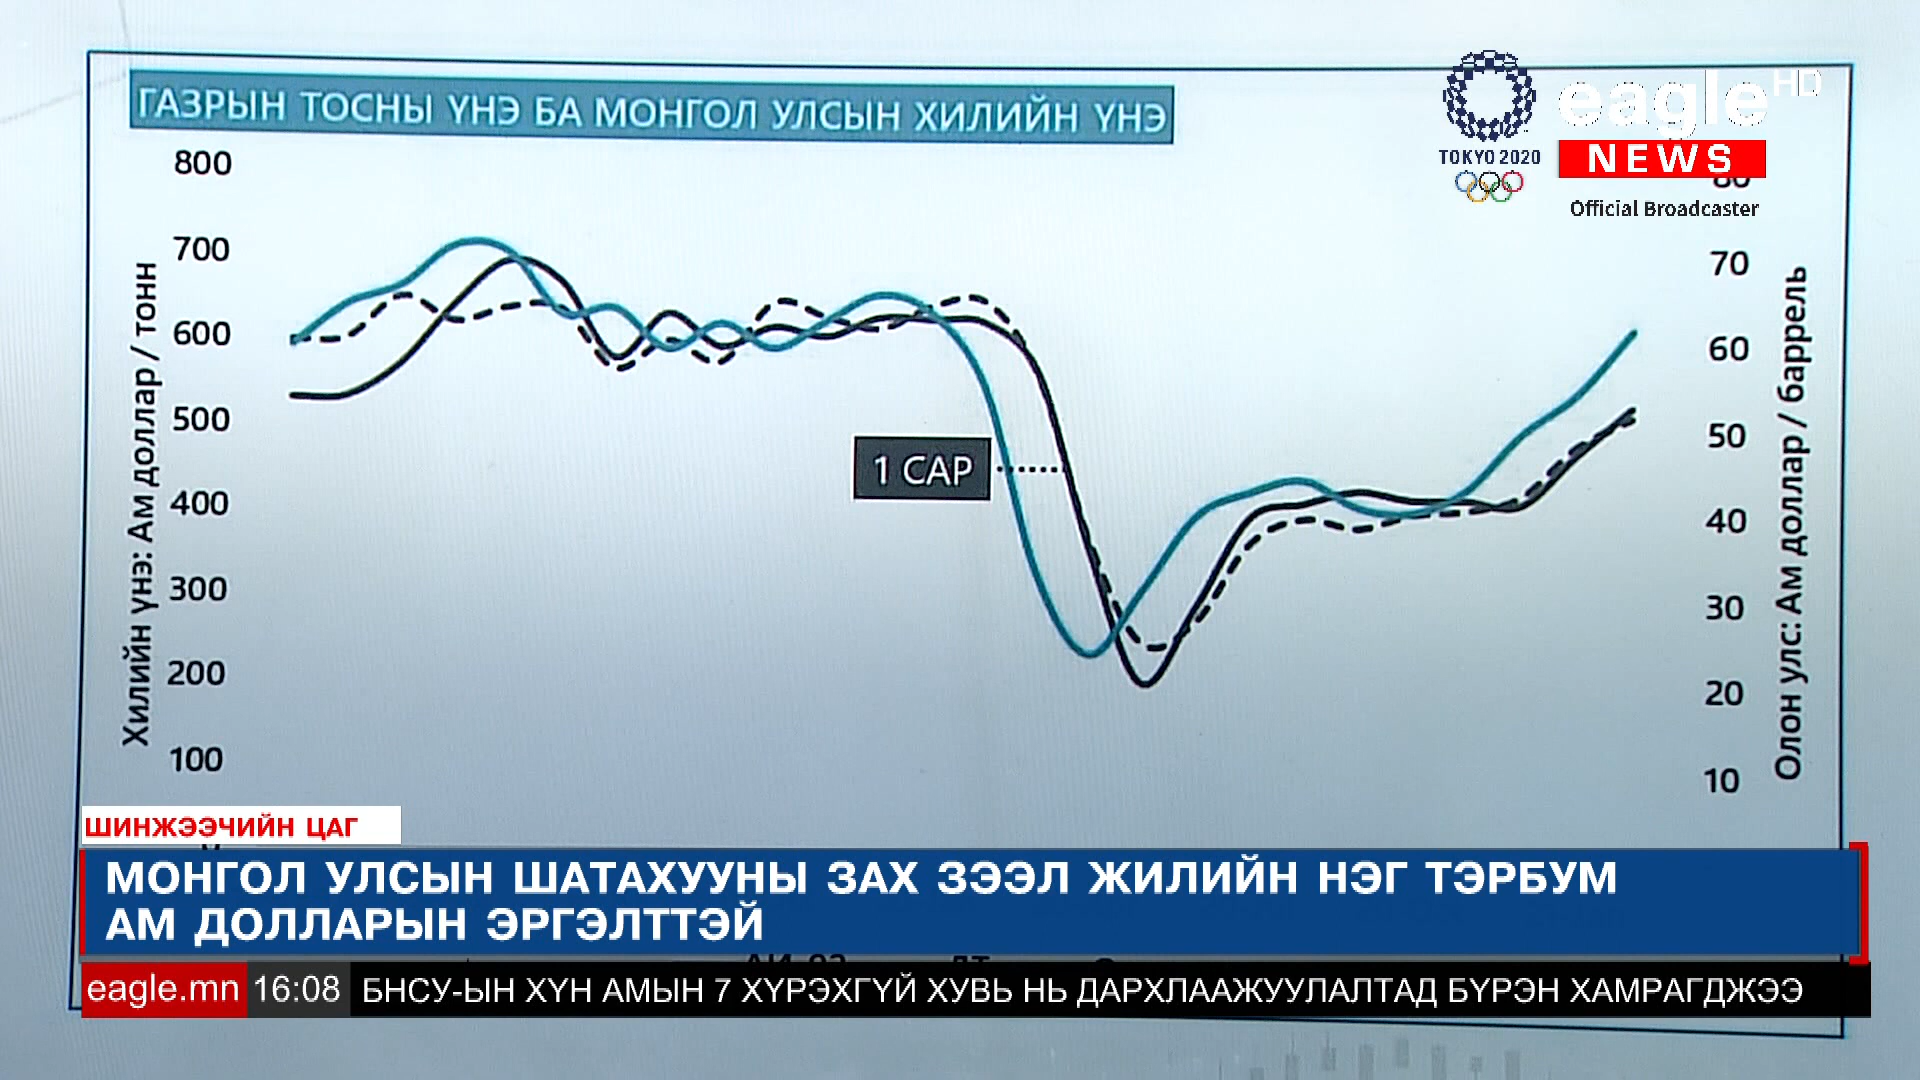 ГАЗРЫН ТОСНЫ ҮНЭ БА МОНГОЛ УЛСЫН ХИЛИЙН ҮНЭ
TOKYO 2020
eagle HD
NEWS
Official Broadcaster
800
700
600
500
400
300
200
100
Хилийн үнэ: Ам доллар / тонн
1 САР
80
70
60
50
40
30
20
10
Олон улс: Ам доллар / баррель
ШИНЖЭЭЧИЙН ЦАГ
МОНГОЛ УЛСЫН ШАТАХУУНЫ ЗАХ ЗЭЭЛ ЖИЛИЙН НЭГ ТЭРБУМ
АМ ДОЛЛАРЫН ЭРГЭЛТТЭЙ
eagle.mn 16:08 БНСУ-ЫН ХҮН АМЫН 7 ХҮРЭХГҮЙ ХУВЬ НЬ ДАРХЛААЖУУЛАЛТАД БҮРЭН ХАМРАГДЖЭЭ